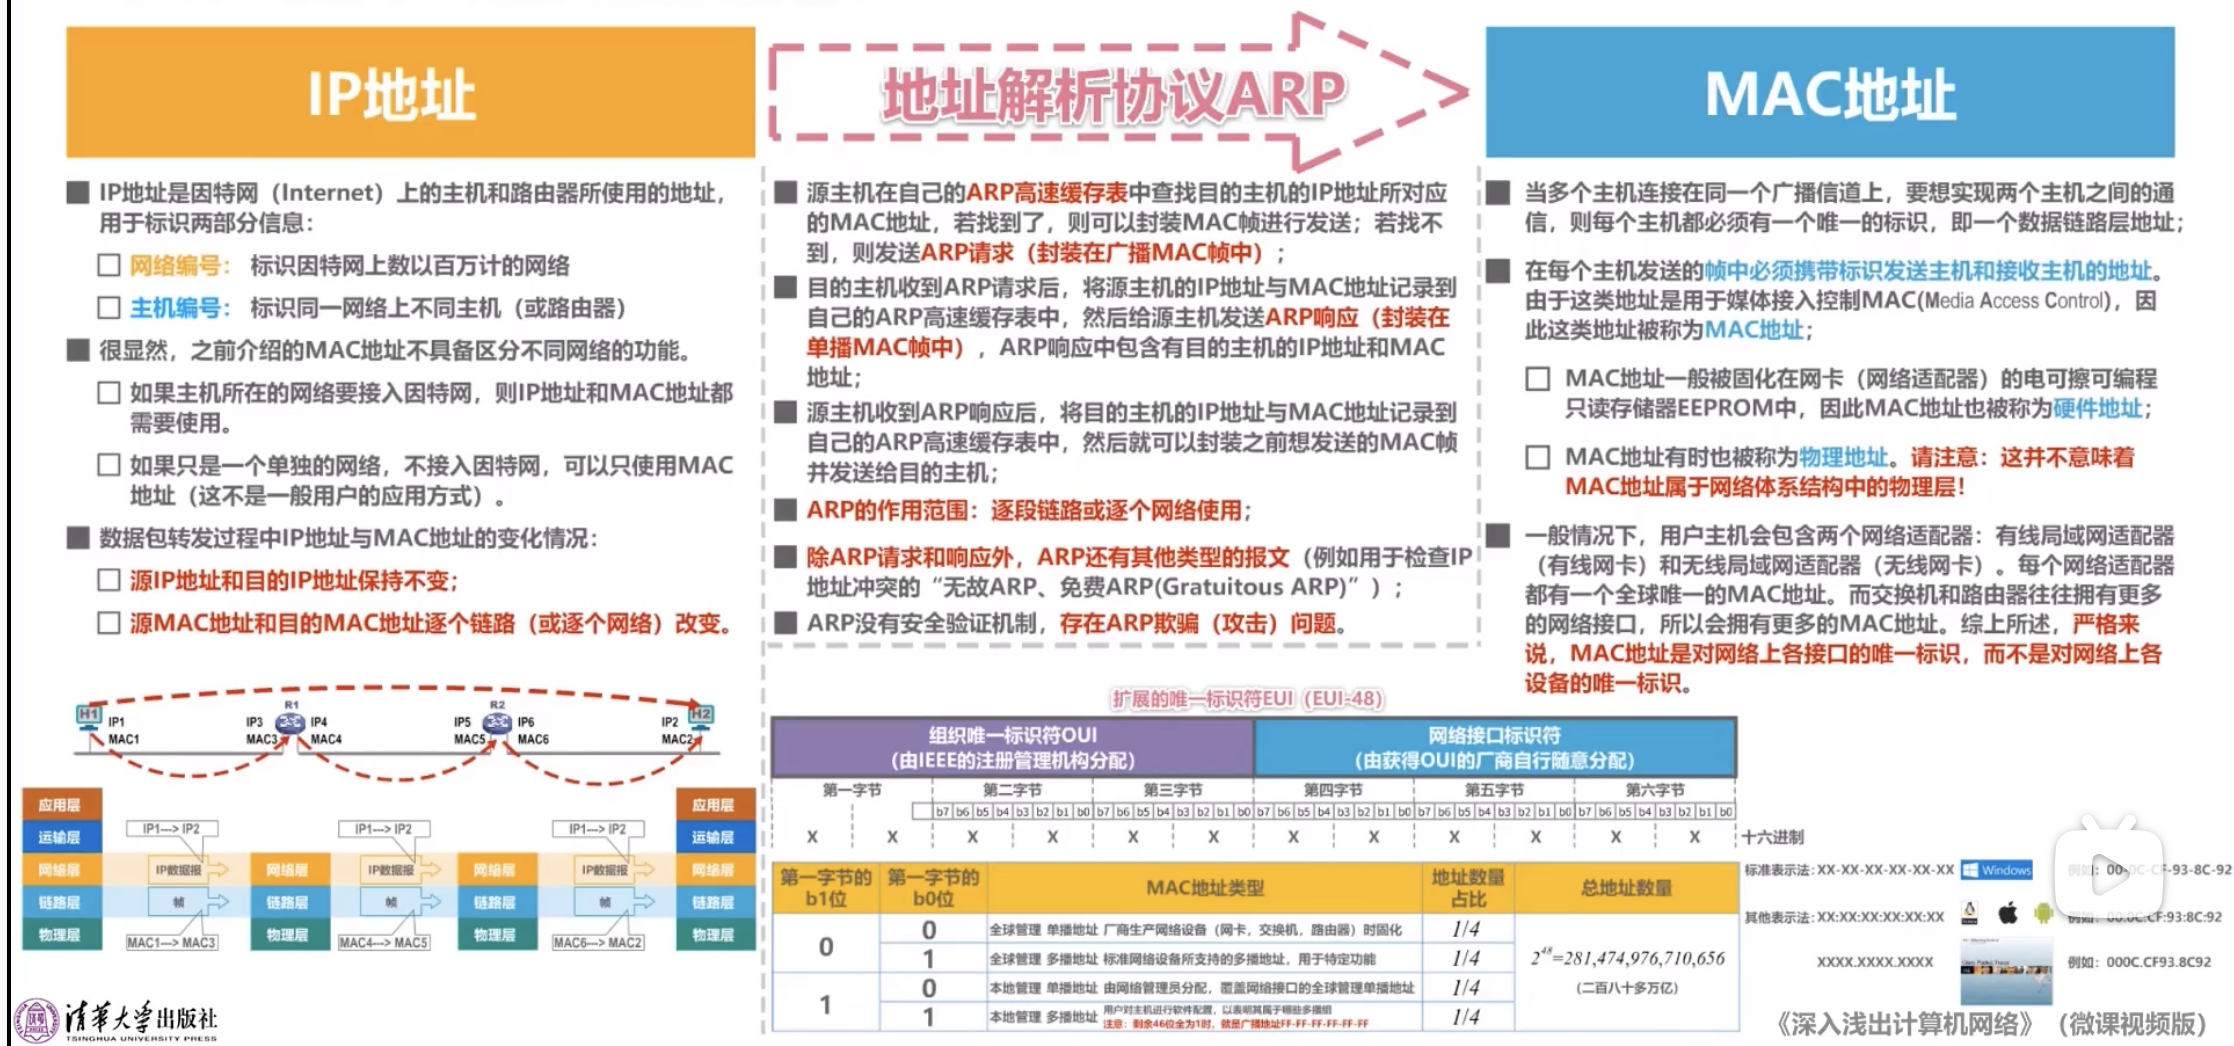 IP地址
地址解析协议ARP
MAC地址
IP地址是因特网（Internet）上的主机和路由器所使用的地址，
用于标识两部分信息：
网络编号： 标识因特网上数以百万计的网络
主机编号： 标识同一网络上不同主机（或路由器）
很显然，之前介绍的MAC地址不具备区分不同网络的功能。
如果主机所在的网络要接入因特网，则IP地址和MAC地址都
需要使用。
如果只是一个单独的网络，不接入因特网，可以只使用MAC
地址（这不是一般用户的应用方式）。
数据包转发过程中IP地址与MAC地址的变化情况：
源IP地址和目的IP地址保持不变；
源MAC地址和目的MAC地址逐个链路（或逐个网络）改变。
H1
IP1
MAC1
R1
IP3
MAC3
IP4
MAC4
R2
IP5
MAC5
IP6
MAC6
IP2
MAC2
H2
应用层
运输层
网络层
链路层
物理层
IP1---> IP2
IP数据报
帧
MAC1---> MAC3
网络层
链路层
物理层
IP1---> IP2
IP数据报
帧
MAC4---> MAC5
网络层
链路层
物理层
IP1---> IP2
IP数据报
帧
MAC6---> MAC2
应用层
运输层
网络层
链路层
物理层
清华大学出版社
TSINGHUA UNIVERSITY PRESS
源主机在自己的ARP高速缓存表中查找目的主机的IP地址所对应
的MAC地址，若找到了，则可以封装MAC帧进行发送；若找不
到，则发送ARP请求（封装在广播MAC帧中）；
目的主机收到ARP请求后，将源主机的IP地址与MAC地址记录到
自己的ARP高速缓存表中，然后给源主机发送ARP响应（封装在
单播MAC帧中），ARP响应中包含有目的主机的IP地址和MAC
地址；
源主机收到ARP响应后，将目的主机的IP地址与MAC地址记录到
自己的ARP高速缓存表中，然后就可以封装之前想发送的MAC帧
并发送给目的主机；
ARP的作用范围：逐段链路或逐个网络使用；
除ARP请求和响应外，ARP还有其他类型的报文（例如用于检查IP
地址冲突的“无故ARP、免费ARP(Gratuitous ARP)”）；
ARP没有安全验证机制，存在ARP欺骗（攻击）问题。
当多个主机连接在同一个广播信道上，要想实现两个主机之间的通
信，则每个主机都必须有一个唯一的标识，即一个数据链路层地址；
在每个主机发送的帧中必须携带标识发送主机和接收主机的地址。
由于这类地址是用于媒体接入控制MAC(Media Access Control)，因
此这类地址被称为MAC地址；
MAC地址一般被固化在网卡（网络适配器）的电可擦可编程
只读存储器EEPROM中，因此MAC地址也被称为硬件地址；
MAC地址有时也被称为物理地址。请注意：这并不意味着
MAC地址属于网络体系结构中的物理层！
一般情况下，用户主机会包含两个网络适配器：有线局域网适配器
（有线网卡）和无线局域网适配器（无线网卡）。每个网络适配器
都有一个全球唯一的MAC地址。而交换机和路由器往往拥有更多
的网络接口，所以会拥有更多的MAC地址。综上所述，严格来
说，MAC地址是对网络上各接口的唯一标识，而不是对网络上各
设备的唯一标识。
扩展的唯一标识符EUI（EUI-48）
组织唯一标识符OUI
(由IEEE的注册管理机构分配)
网络接口标识符
(由获得OUI的厂商自行随意分配)
第一字节 第二字节 第三字节 第四字节 第五字节 第六字节
b7 b6 b5 b4 b3 b2 b1 b0 b7 b6 b5 b4 b3 b2 b1 b0 b7 b6 b5 b4 b3 b2 b1 b0 b7 b6 b5 b4 b3 b2 b1 b0 b7 b6 b5 b4 b3 b2 b1 b0
X X X X X X X X X X X X 十六进制
第一字节的
b1位
第一字节的
b0位
MAC地址类型
地址数量
占比
总地址数量
0
0 全球管理 单播地址 厂商生产网络设备（网卡，交换机，路由器）时固化 1/4
1 全球管理 多播地址 标准网络设备所支持的多播地址，用于特定功能 1/4
1
0 本地管理 单播地址 由网络管理员分配，覆盖网络接口的全球管理单播地址 1/4
1 本地管理 多播地址 用户对主机进行软件配置，以表明其属于哪些多播组
注意：剩余46位全为1时，就是广播地址FF-FF-FF-FF-FF-FF
1/4
2^48=281,474,976,710,656
(二百八十多万亿)
标准表示法：XX-XX-XX-XX-XX-XX Windows 例如：00-0C-CF-93-8C-92
其他表示法：XX:XX:XX:XX:XX:XX 例如：00:0C:CF:93:8C:92
XXXX.XXXX.XXXX 例如：000C.CF93.8C92
《深入浅出计算机网络》（微课视频版）